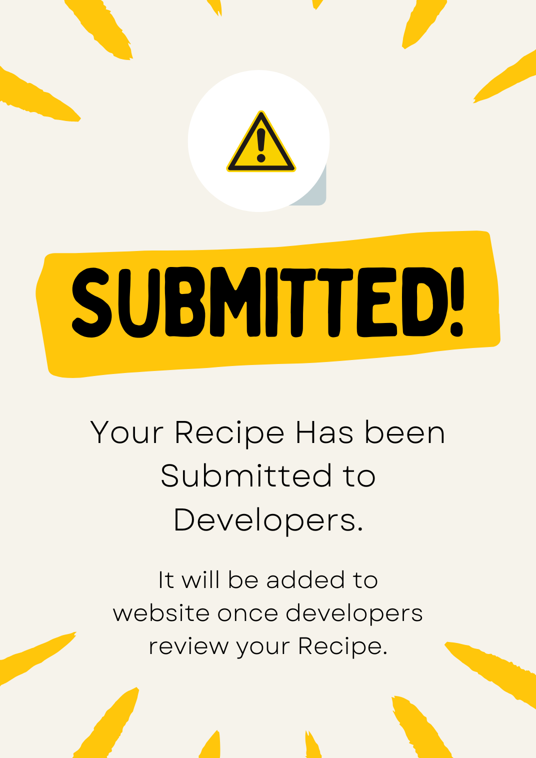 SUBMITTED!
Your Recipe Has been
Submitted to
Developers.
It will be added to
website once developers
review your Recipe.